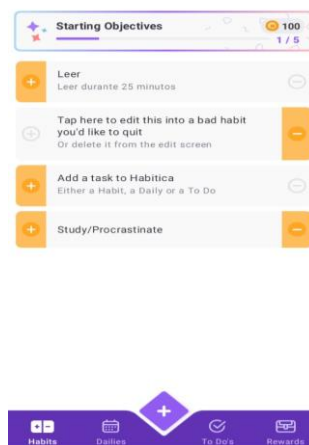 Starting Objectives
100
1 / 5
Leer
Leer durante 25 minutos
Tap here to edit this into a bad habit
you'd like to quit
Or delete it from the edit screen
Add a task to Habitica
Either a Habit, a Daily or a To Do
Study/Procrastinate
Habits
Dailies
To Do's
Rewards